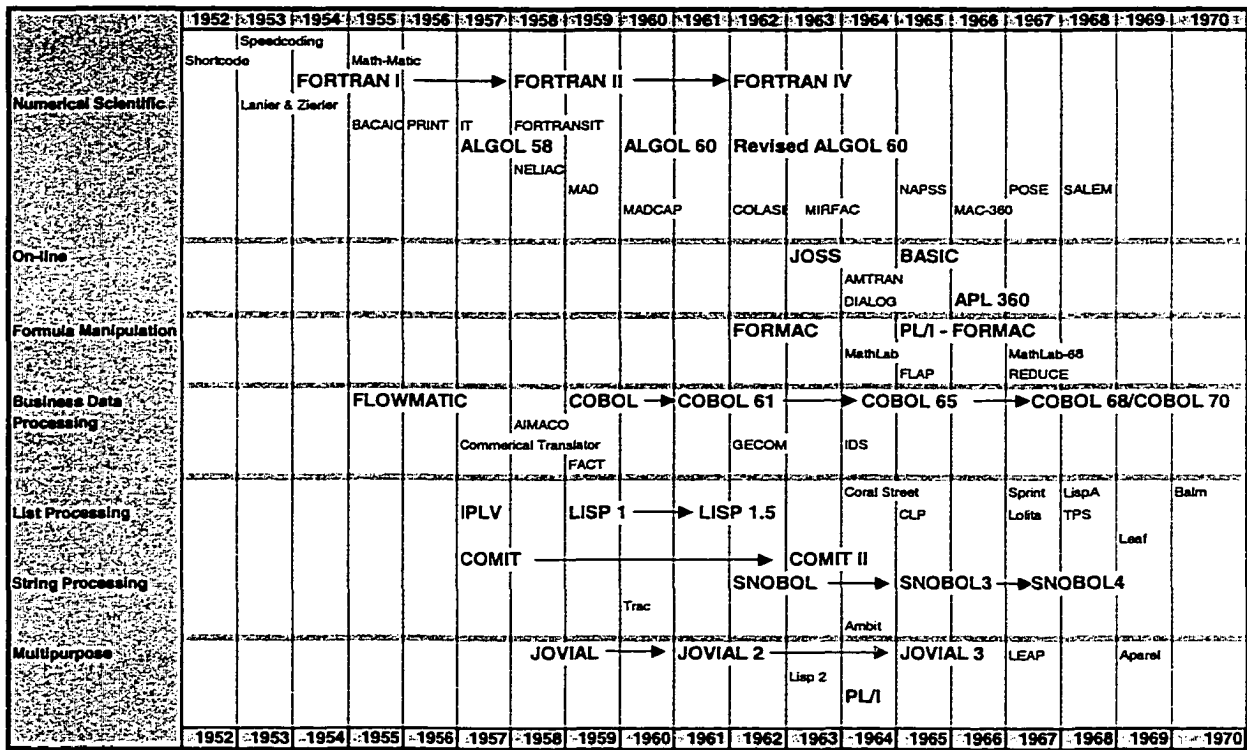 1952 1953 1954 1955 1956 1957 1958 1959 1960 1961 1962 1963 1964 1965 1966 1967 1968 1969 1970
Speedcoding
Shortcode Math-Matic
FORTRAN I FORTRAN II FORTRAN IV
Numerical Scientific Lanier & Zierler
BACAIC PRINT IT FORTRANSIT
ALGOL 58 ALGOL 60 Revised ALGOL 60
NELIAC
MAD NAPSS POSE SALEM
MADCAP COLASI MIRFAC MAC-360
On-line JOSS BASIC
AMTRAN
DIALOG APL 360
Formula Manipulation FORMAC PL/I - FORMAC
MathLab MathLab-68
FLAP REDUCE
Business Data FLOWMATIC COBOL COBOL 61 COBOL 65 COBOL 68/COBOL 70
Processing AIMACO
Commerical Translator GECOM IDS
FACT
Coral Street Sprint LispA Balm
List Processing IPLV LISP 1 LISP 1.5 CLP Lolita TPS
Leaf
COMIT COMIT II
String Processing SNOBOL SNOBOL3 SNOBOL4
Trac
Ambit
Multipurpose JOVIAL JOVIAL 2 JOVIAL 3 LEAP Aparel
Lisp 2
PL/I
1952 1953 1954 1955 1956 1957 1958 1959 1960 1961 1962 1963 1964 1965 1966 1967 1968 1969 1970